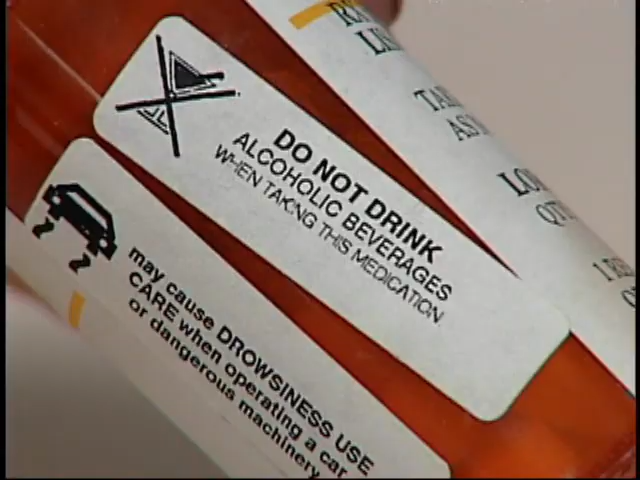 DO NOT DRINK
ALCOHOLIC BEVERAGES
WHEN TAKING THIS MEDICATION
may cause DROWSINESS USE
CARE when operating a car
or dangerous machinery
QTY